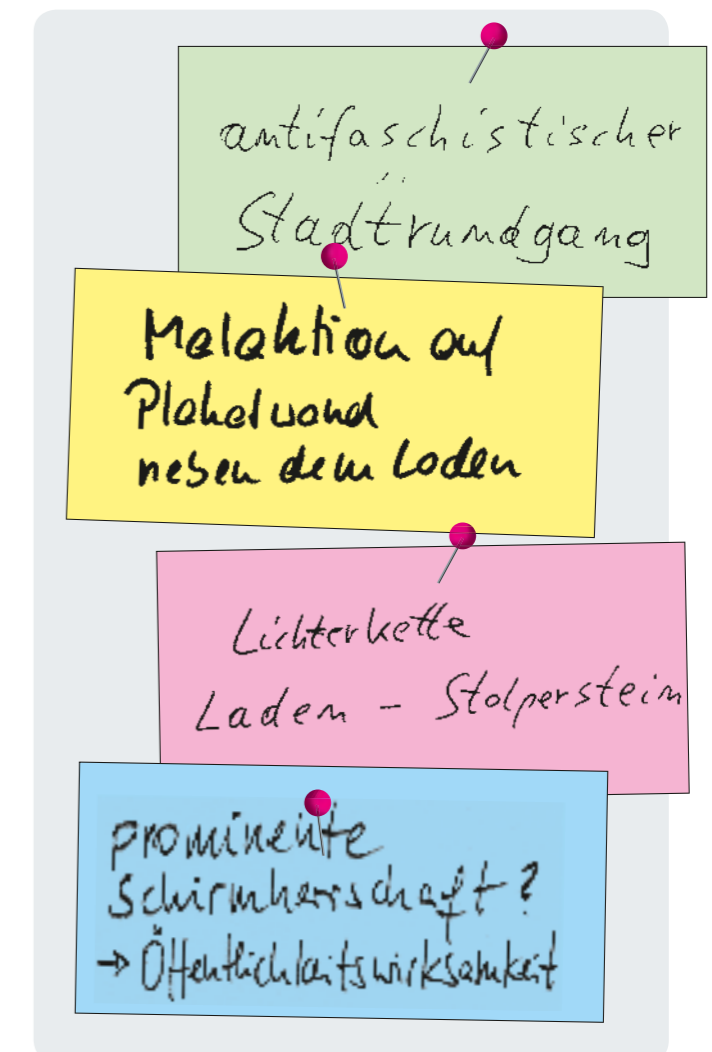 antifaschistischer
Stadtrundgang
Malaktion auf
Plakatwand
neben dem Laden
Lichterkette
Laden - Stolperstein
prominente
Schirmherrschaft?
→ Öffentlichkeitswirksamkeit